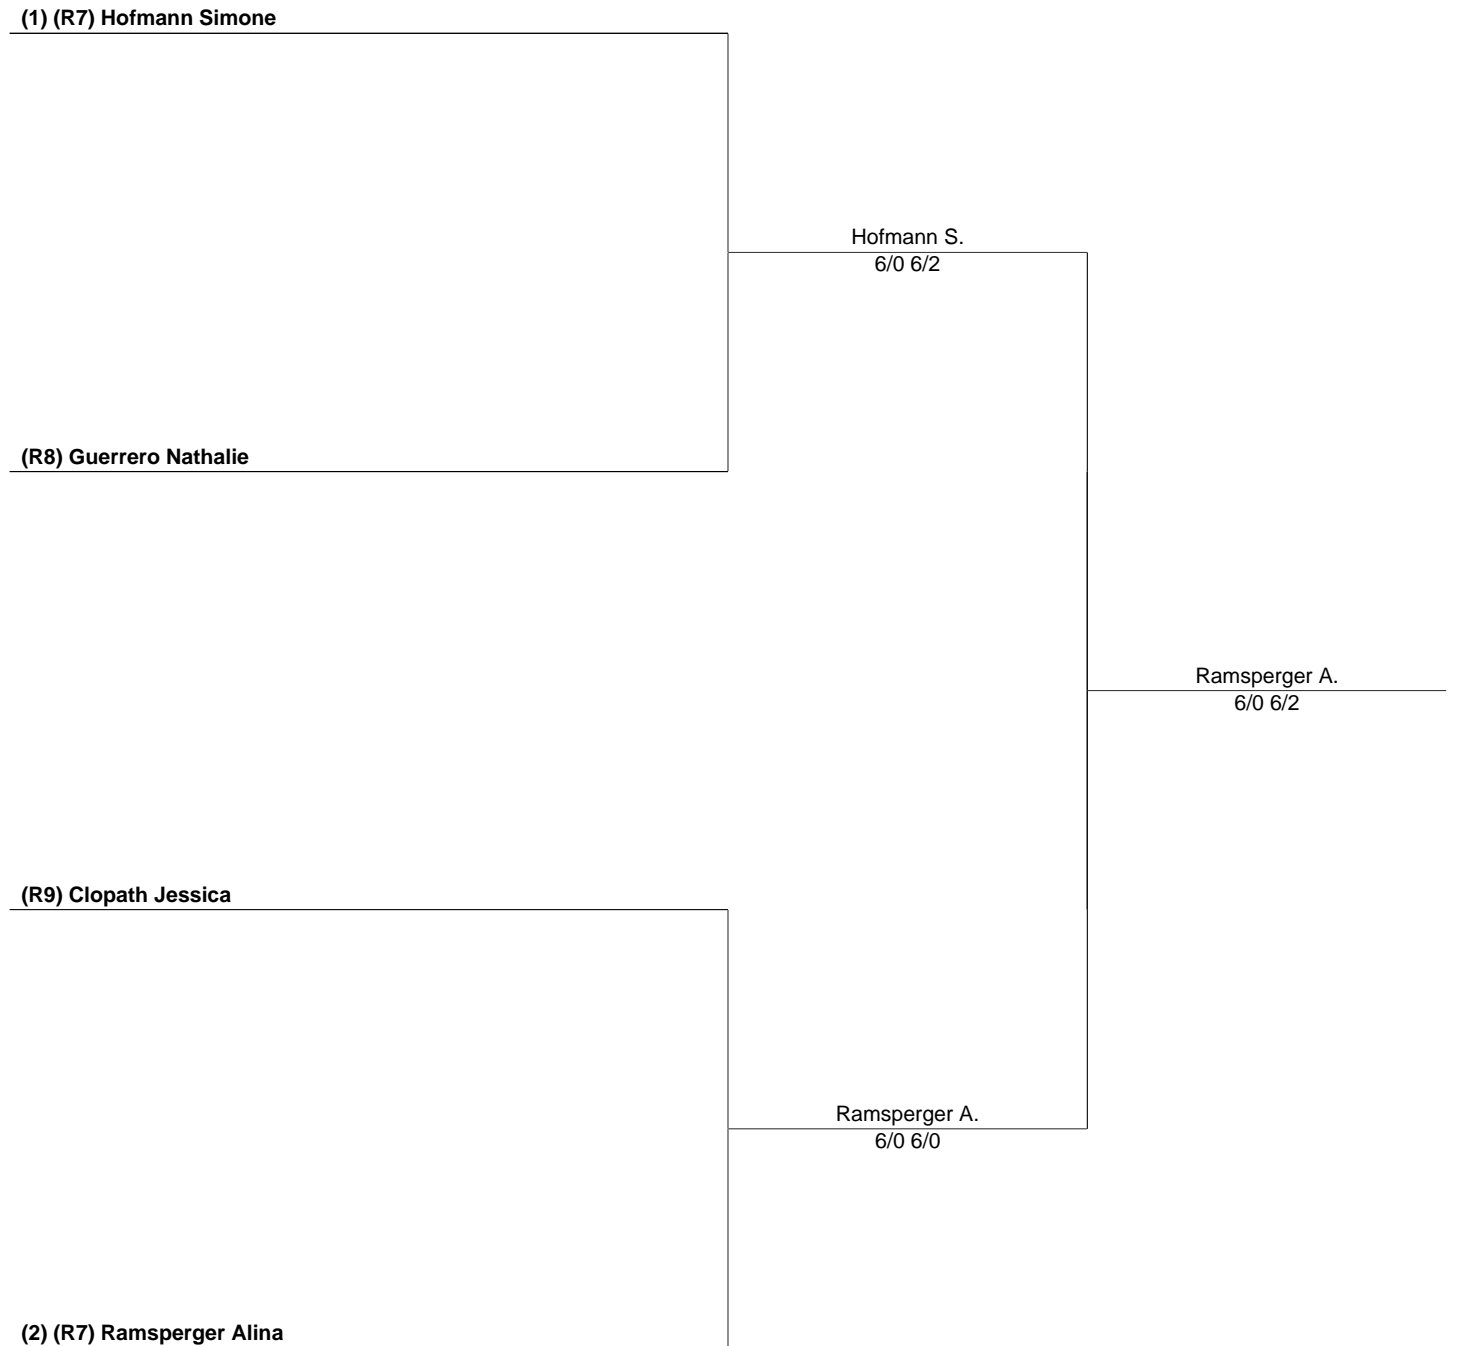 (1) (R7) Hofmann Simone
Hofmann S.
6/0 6/2
(R8) Guerrero Nathalie
Ramsperger A.
6/0 6/2
(R9) Clopath Jessica
Ramsperger A.
6/0 6/0
(2) (R7) Ramsperger Alina